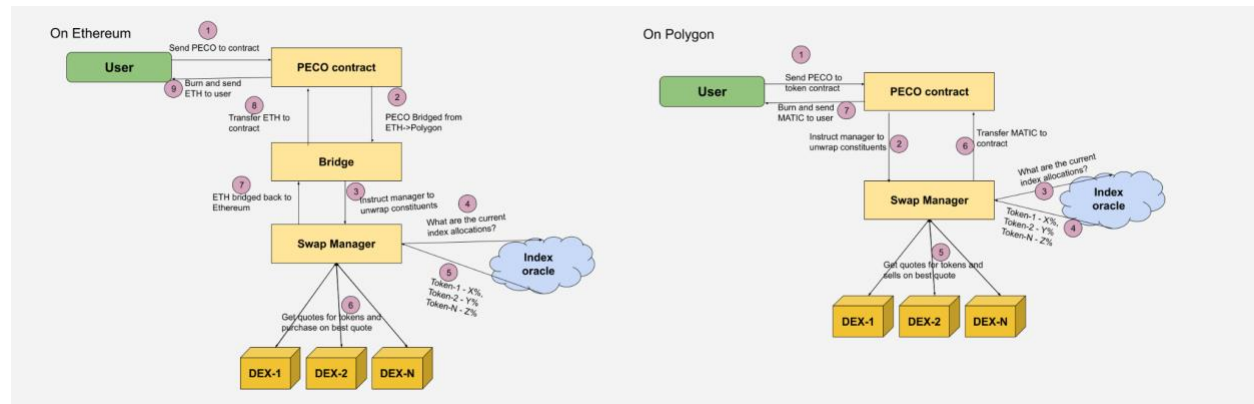 On Ethereum
1
Send PECO to contract
User
PECO contract
9
Burn and send
ETH to user
8
Transfer ETH to
contract
2
PECO Bridged from
ETH->Polygon
Bridge
7
ETH bridged back to
Ethereum
3
Instruct manager to
unwrap constituents
4
What are the current
index allocations?
Swap Manager
Index
oracle
5
Token-1 - X%,
Token-2 - Y%
Token-N - Z%
6
Get quotes for tokens and
purchase on best quote
DEX-1
DEX-2
DEX-N
On Polygon
1
Send PECO to
token contract
User
PECO contract
Burn and send
MATIC to user
7
Instruct manager to
unwrap constituents
2
6
Transfer MATIC to
contract
What are the current
index allocations?
3
Swap Manager
Index
oracle
Token-1 - X%,
Token-2 - Y%
Token-N - Z%
4
5
Get quotes for tokens and
sells on best quote
DEX-1
DEX-2
DEX-N